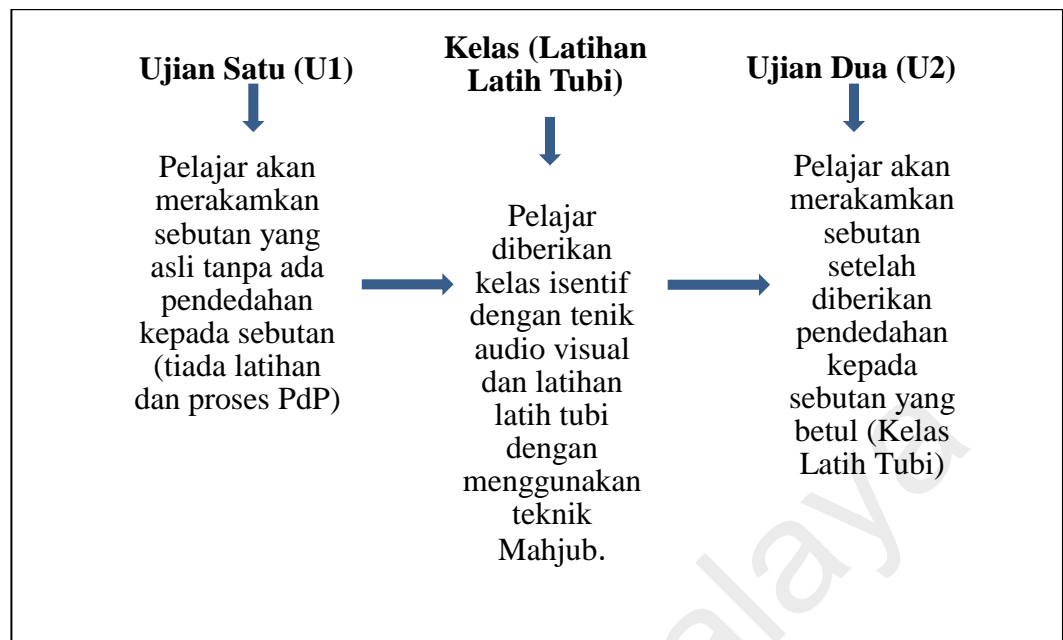 Ujian Satu (U1)
Pelajar akan
merakamkan
sebutan yang
asli tanpa ada
pendedahan
kepada sebutan
(tiada latihan
dan proses PdP)
Kelas (Latihan
Latih Tubi)
Pelajar
diberikan
kelas isentif
dengan tenik
audio visual
dan latihan
latih tubi
dengan
menggunakan
teknik
Mahjub.
Ujian Dua (U2)
Pelajar akan
merakamkan
sebutan
setelah
diberikan
pendedahan
kepada
sebutan yang
betul (Kelas
Latih Tubi)
alaya